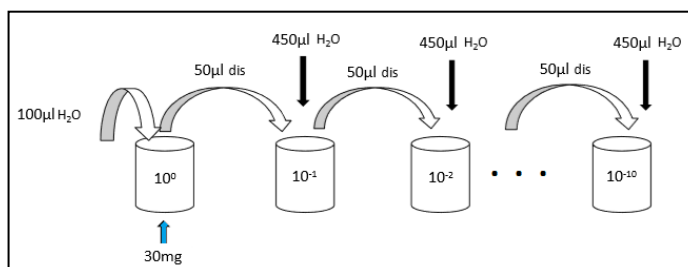 450µl H₂O
450µl H₂O
450µl H₂O
50µl dis
50µl dis
50µl dis
100µl H₂O
10⁰
10⁻¹
10⁻²
. . .
10⁻¹⁰
30mg